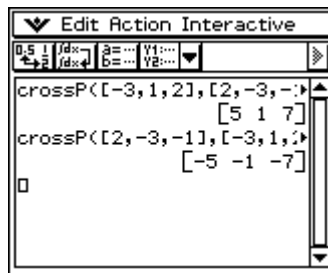 Edit Action Interactive
crossP([-3,1,2],[2,-3,-
[5 1 7]
crossP([2,-3,-1],[-3,1,
[-5 -1 -7]